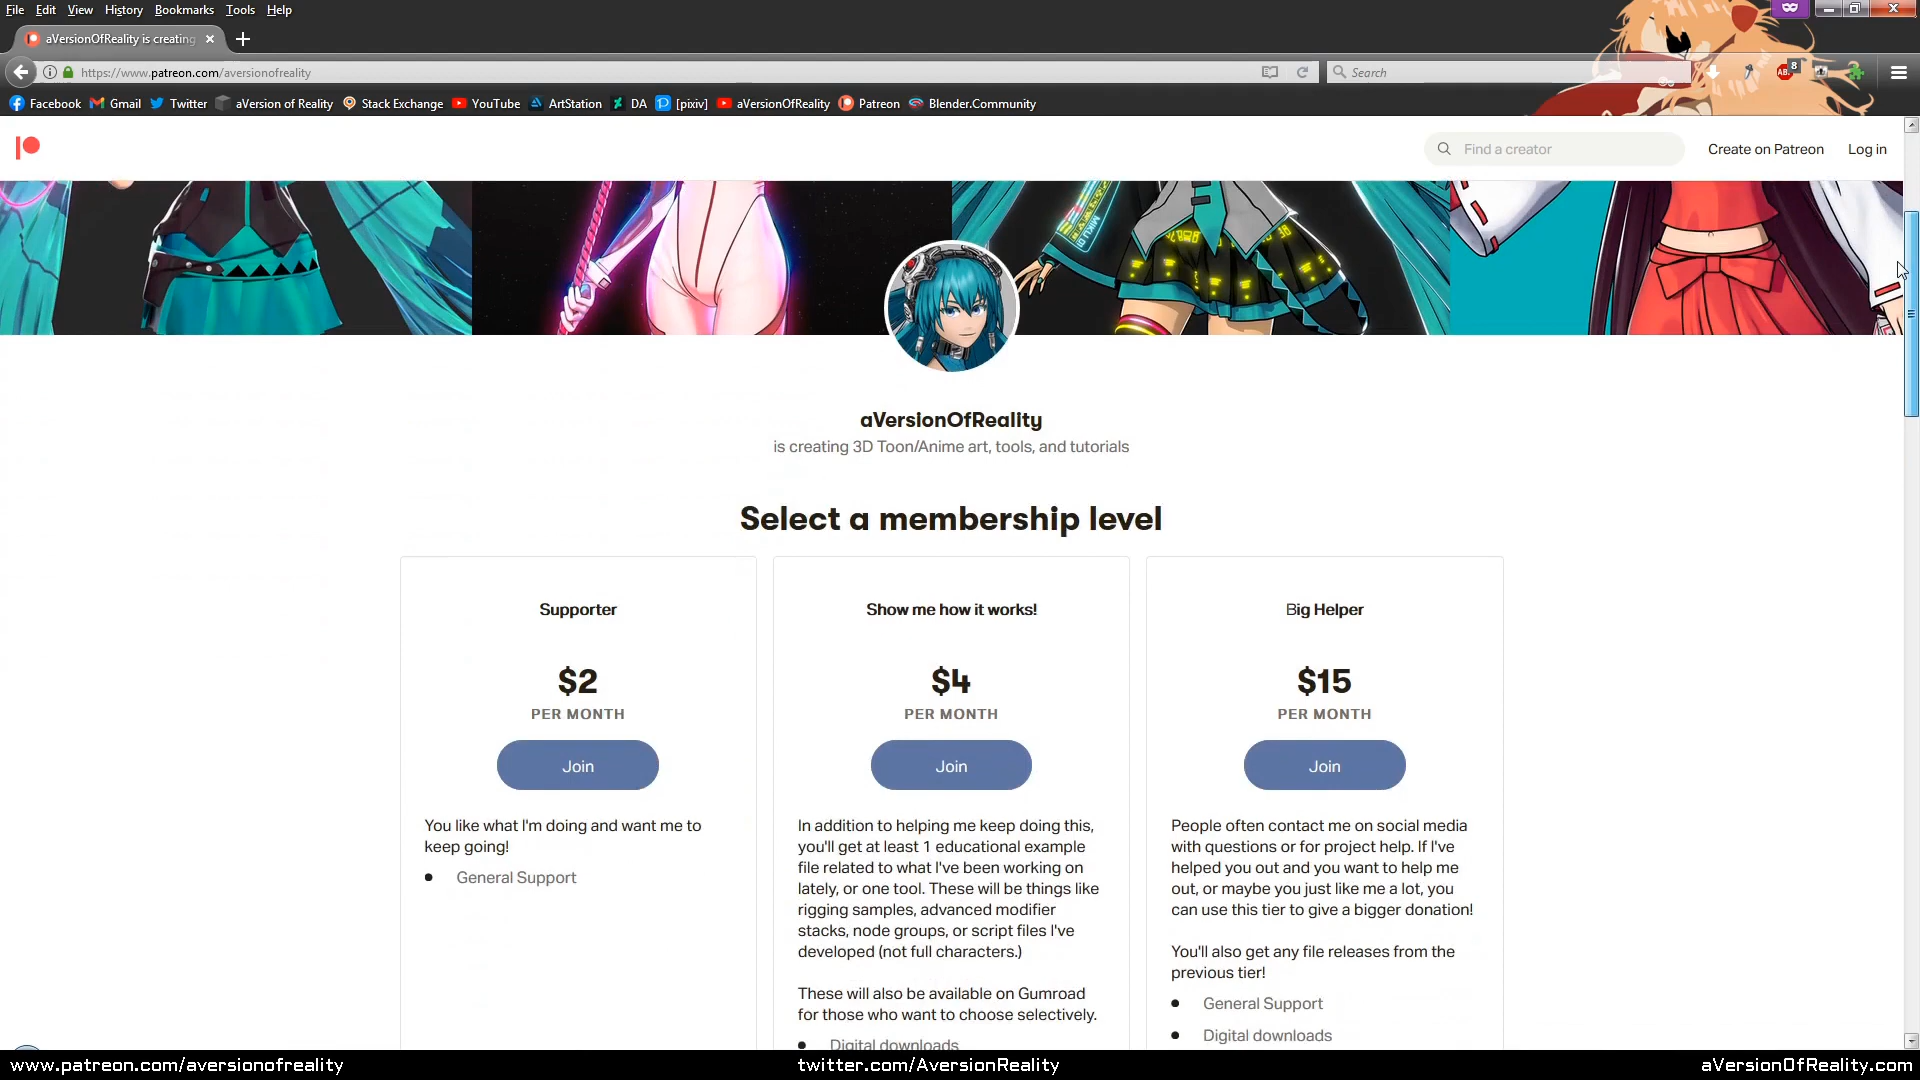 File Edit View History Bookmarks Tools Help
aVersionOfReality is creating
https://www.patreon.com/aversionofreality
Search
8
Facebook Gmail Twitter aVersion of Reality Stack Exchange YouTube ArtStation DA [pixiv] aVersionOfReality Patreon Blender.Community
Find a creator
Create on Patreon
Log in
aVersionOfReality
is creating 3D Toon/Anime art, tools, and tutorials
Select a membership level
Supporter
$2
PER MONTH
Join
You like what I'm doing and want me to
keep going!
General Support
Show me how it works!
$4
PER MONTH
Join
In addition to helping me keep doing this,
you'll get at least 1 educational example
file related to what I've been working on
lately, or one tool. These will be things like
rigging samples, advanced modifier
stacks, node groups, or script files I've
developed (not full characters.)
These will also be available on Gumroad
for those who want to choose selectively.
Digital downloads
Big Helper
$15
PER MONTH
Join
People often contact me on social media
with questions or for project help. If I've
helped you out and you want to help me
out, or maybe you just like me a lot, you
can use this tier to give a bigger donation!
You'll also get any file releases from the
previous tier!
General Support
Digital downloads
www.patreon.com/aversionofreality
twitter.com/AversionReality
aVersionOfReality.com